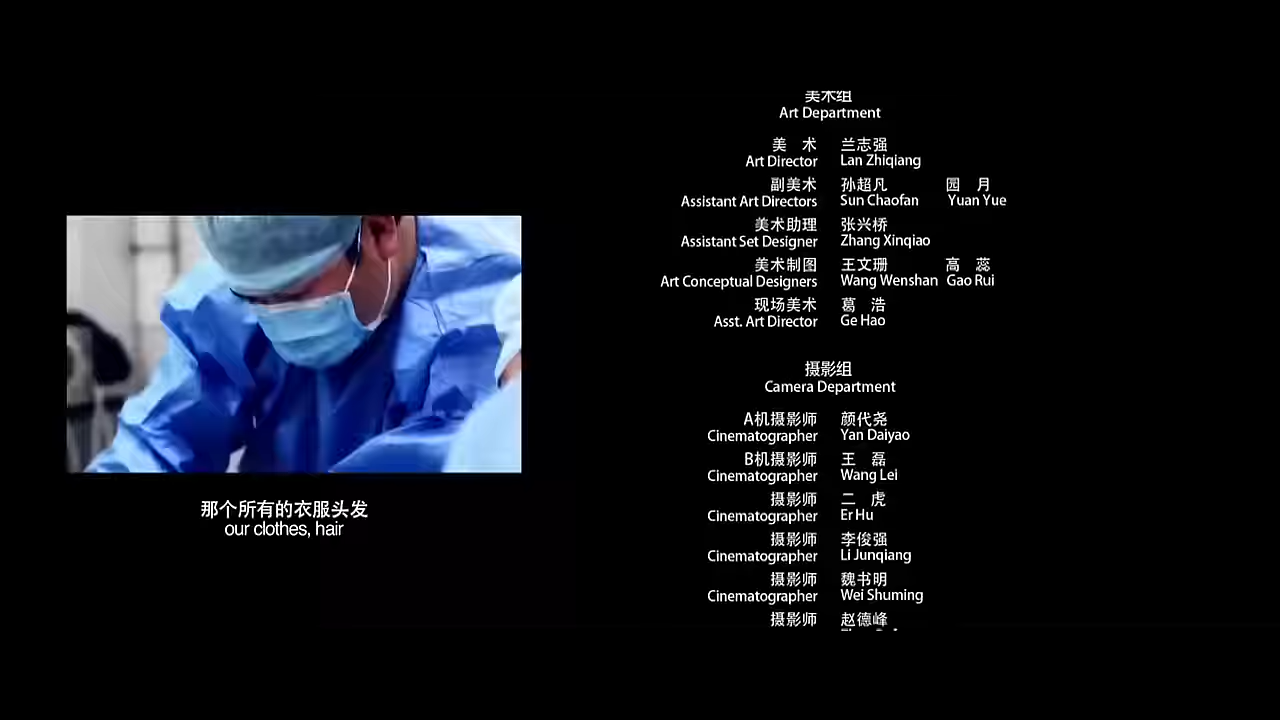 美术组
Art Department
美 术 兰志强
Art Director Lan Zhiqiang
副美术 孙超凡 园 月
Assistant Art Directors Sun Chaofan Yuan Yue
美术助理 张兴桥
Assistant Set Designer Zhang Xinqiao
美术制图 王文珊 高 蕊
Art Conceptual Designers Wang Wenshan Gao Rui
现场美术 葛 浩
Asst. Art Director Ge Hao
摄影组
Camera Department
A机摄影师 颜代尧
Cinematographer Yan Daiyao
B机摄影师 王 磊
Cinematographer Wang Lei
摄影师 二 虎
Cinematographer Er Hu
摄影师 李俊强
Cinematographer Li Junqiang
摄影师 魏书明
Cinematographer Wei Shuming
摄影师 赵德峰
那个所有的衣服头发
our clothes, hair